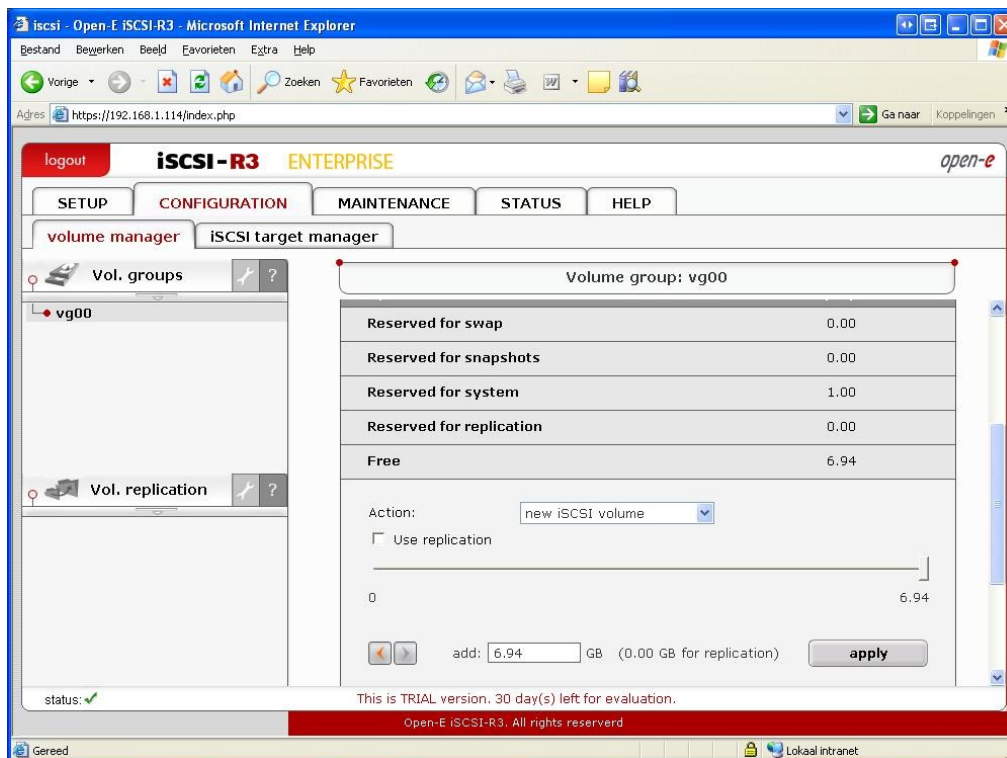 iscsi - Open-E iSCSI-R3 - Microsoft Internet Explorer
Bestand Bewerken Beeld Favorieten Extra Help
Vorige Zoeken Favorieten
Adres https://192.168.1.114/index.php Ga naar Koppelingen
logout iSCSI-R3 ENTERPRISE open-e
SETUP CONFIGURATION MAINTENANCE STATUS HELP
volume manager iSCSI target manager
Vol. groups ?
vg00
Vol. replication ?
Volume group: vg00
Reserved for swap 0.00
Reserved for snapshots 0.00
Reserved for system 1.00
Reserved for replication 0.00
Free 6.94
Action: new iSCSI volume
Use replication
0 6.94
add: 6.94 GB (0.00 GB for replication) apply
status: This is TRIAL version. 30 day(s) left for evaluation.
Open-E iSCSI-R3. All rights reserverd
Gereed Lokaal intranet